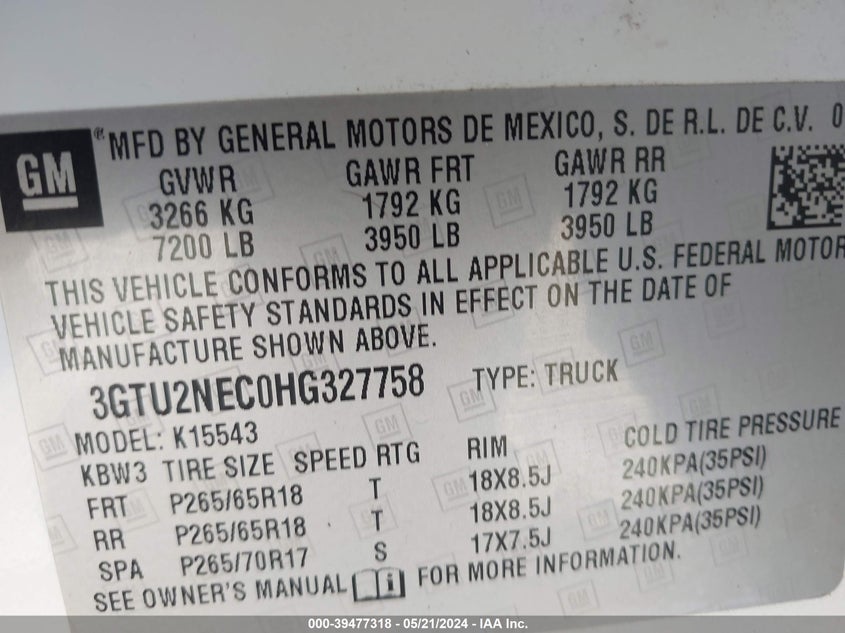 GM
® MFD BY GENERAL MOTORS DE MEXICO, S. DE R.L. DE C.V. 0
GVWR GAWR FRT GAWR RR
3266 KG 1792 KG 1792 KG
7200 LB 3950 LB 3950 LB
THIS VEHICLE CONFORMS TO ALL APPLICABLE U.S. FEDERAL MOTOR
VEHICLE SAFETY STANDARDS IN EFFECT ON THE DATE OF
MANUFACTURE SHOWN ABOVE.
3GTU2NEC0HG327758 TYPE: TRUCK
MODEL: K15543
KBW3 TIRE SIZE SPEED RTG RIM COLD TIRE PRESSURE
FRT P265/65R18 T 18X8.5J 240KPA(35PSI)
RR P265/65R18 T 18X8.5J 240KPA(35PSI)
SPA P265/70R17 S 17X7.5J 240KPA(35PSI)
SEE OWNER'S MANUAL i FOR MORE INFORMATION.
000-39477318 - 05/21/2024 - IAA Inc.